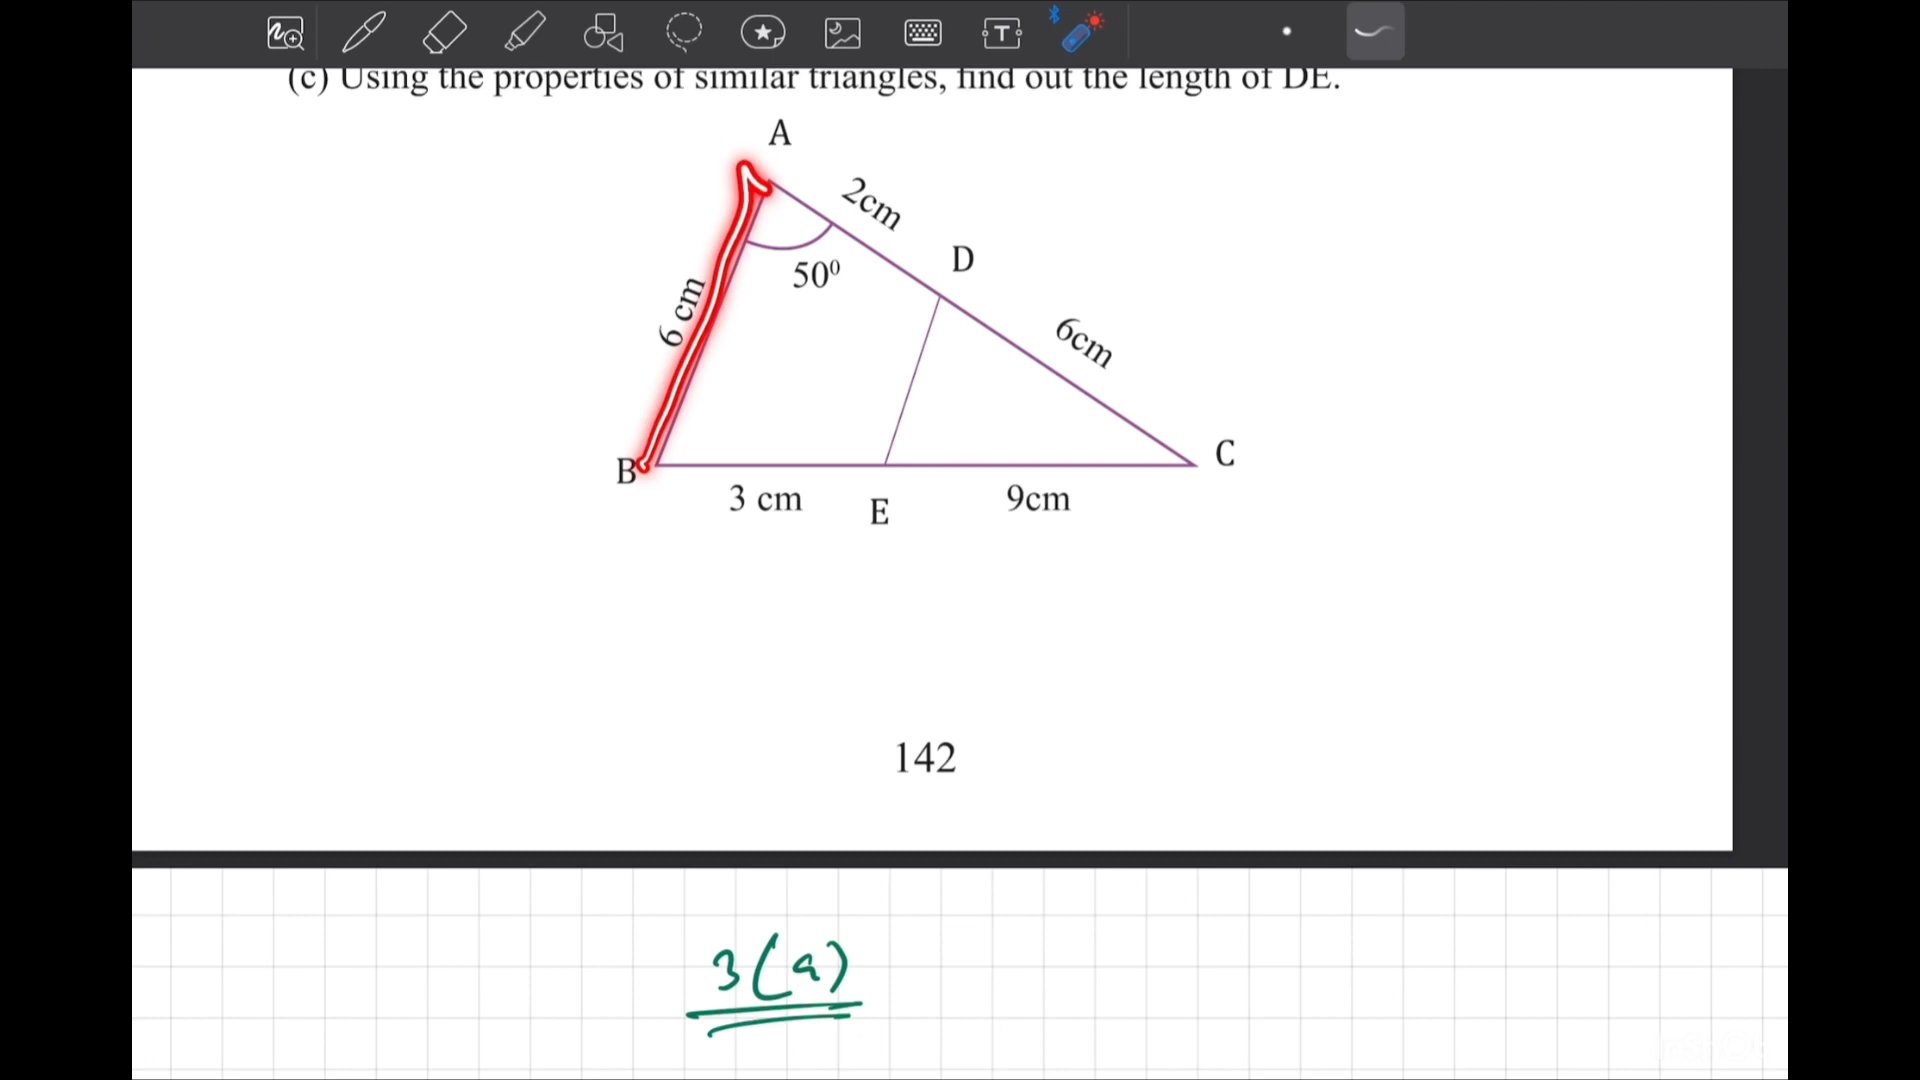 (c) Using the properties of similar triangles, find out the length of DE.
A
2cm
D
50⁰
6 cm
6cm
B
C
3 cm
E
9cm
142
3(a)